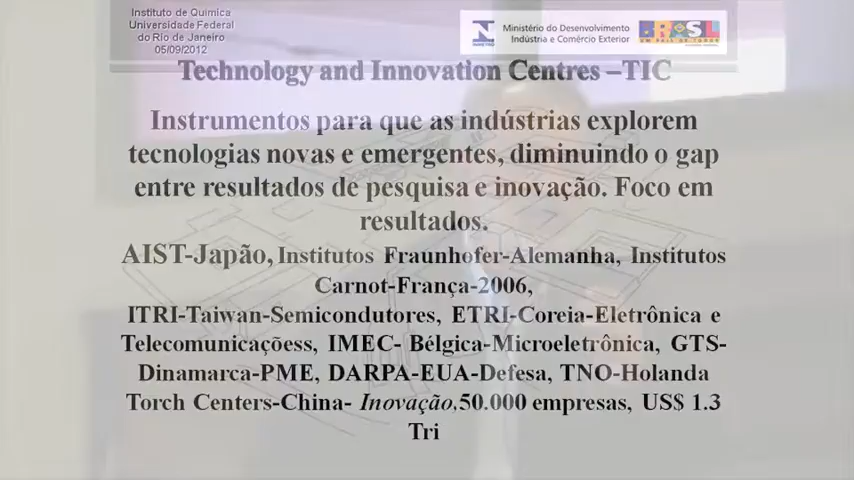 Instituto de Química
Universidade Federal
do Rio de Janeiro
05/09/2012
INMETRO
Ministério do Desenvolvimento
Indústria e Comércio Exterior
BRASIL
Technology and Innovation Centres –TIC
Instrumentos para que as indústrias explorem
tecnologias novas e emergentes, diminuindo o gap
entre resultados de pesquisa e inovação. Foco em
resultados.
AIST-Japão, Institutos Fraunhofer-Alemanha, Institutos
Carnot-França-2006,
ITRI-Taiwan-Semicondutores, ETRI-Coreia-Eletrônica e
Telecomunicaçõess, IMEC- Bélgica-Microeletrônica, GTS-
Dinamarca-PME, DARPA-EUA-Defesa, TNO-Holanda
Torch Centers-China- Inovação,50.000 empresas, US$ 1.3
Tri